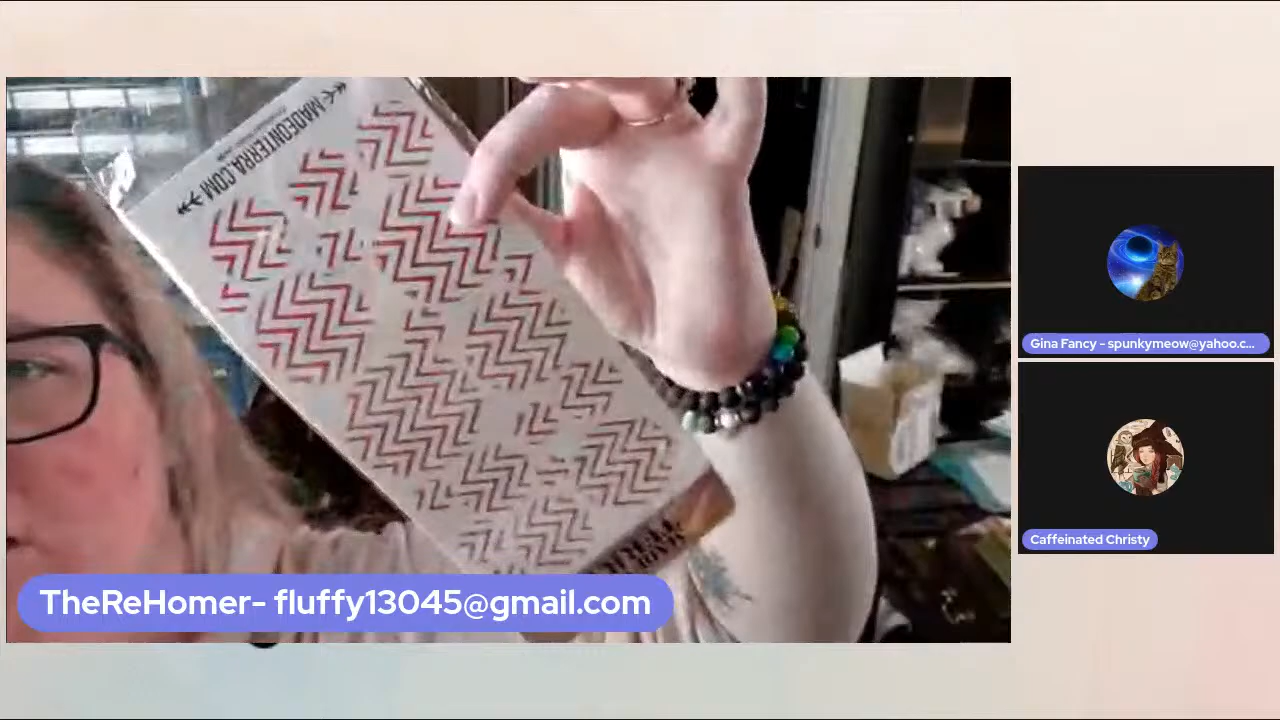 MADEONTERRA.COM
TheReHomer- fluffy13045@gmail.com
Gina Fancy - spunkymeow@yahoo.c...
Caffeinated Christy